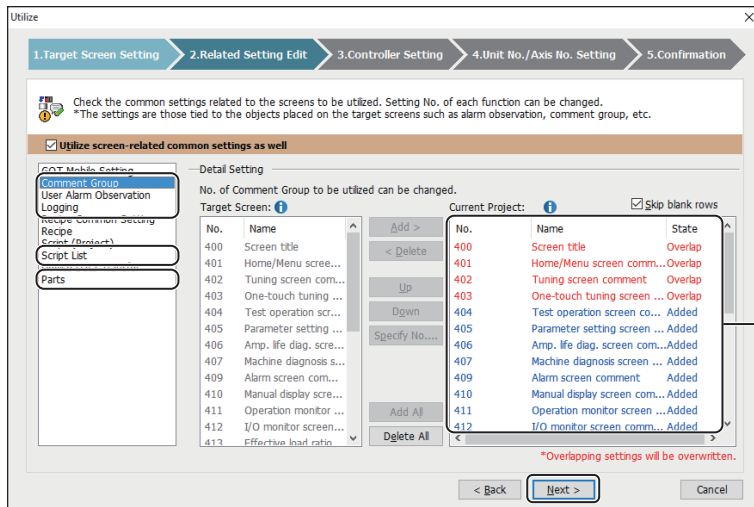 Utilize
1.Target Screen Setting
2.Related Setting Edit
3.Controller Setting
4.Unit No./Axis No. Setting
5.Confirmation
Check the common settings related to the screens to be utilized. Setting No. of each function can be changed.
*The settings are those tied to the objects placed on the target screens such as alarm observation, comment group, etc.
Utilize screen-related common settings as well
GOT Mobile Setting
Comment Group
User Alarm Observation
Logging
Recipe Common Setting
Recipe
Script (Project)
Script List
Parts
Detail Setting
No. of Comment Group to be utilized can be changed.
Target Screen:
No. Name
400 Screen title
401 Home/Menu scree...
402 Tuning screen com...
403 One-touch tuning ...
404 Test operation scr...
405 Parameter setting ...
406 Amp. life diag. scre...
407 Machine diagnosis s...
409 Alarm screen com...
410 Manual display scre...
411 Operation monitor ...
412 I/O monitor screen...
413 Effective load ratio
Add >
< Delete
Up
Down
Specify No....
Add All
Delete All
Current Project:
Skip blank rows
No. Name State
400 Screen title Overlap
401 Home/Menu screen comm... Overlap
402 Tuning screen comment Overlap
403 One-touch tuning screen ... Overlap
404 Test operation screen co... Added
405 Parameter setting screen ... Added
406 Amp. life diag. screen com... Added
407 Machine diagnosis screen ... Added
409 Alarm screen comment Added
410 Manual display screen com... Added
411 Operation monitor screen ... Added
412 I/O monitor screen comm... Added
*Overlapping settings will be overwritten.
< Back
Next >
Cancel